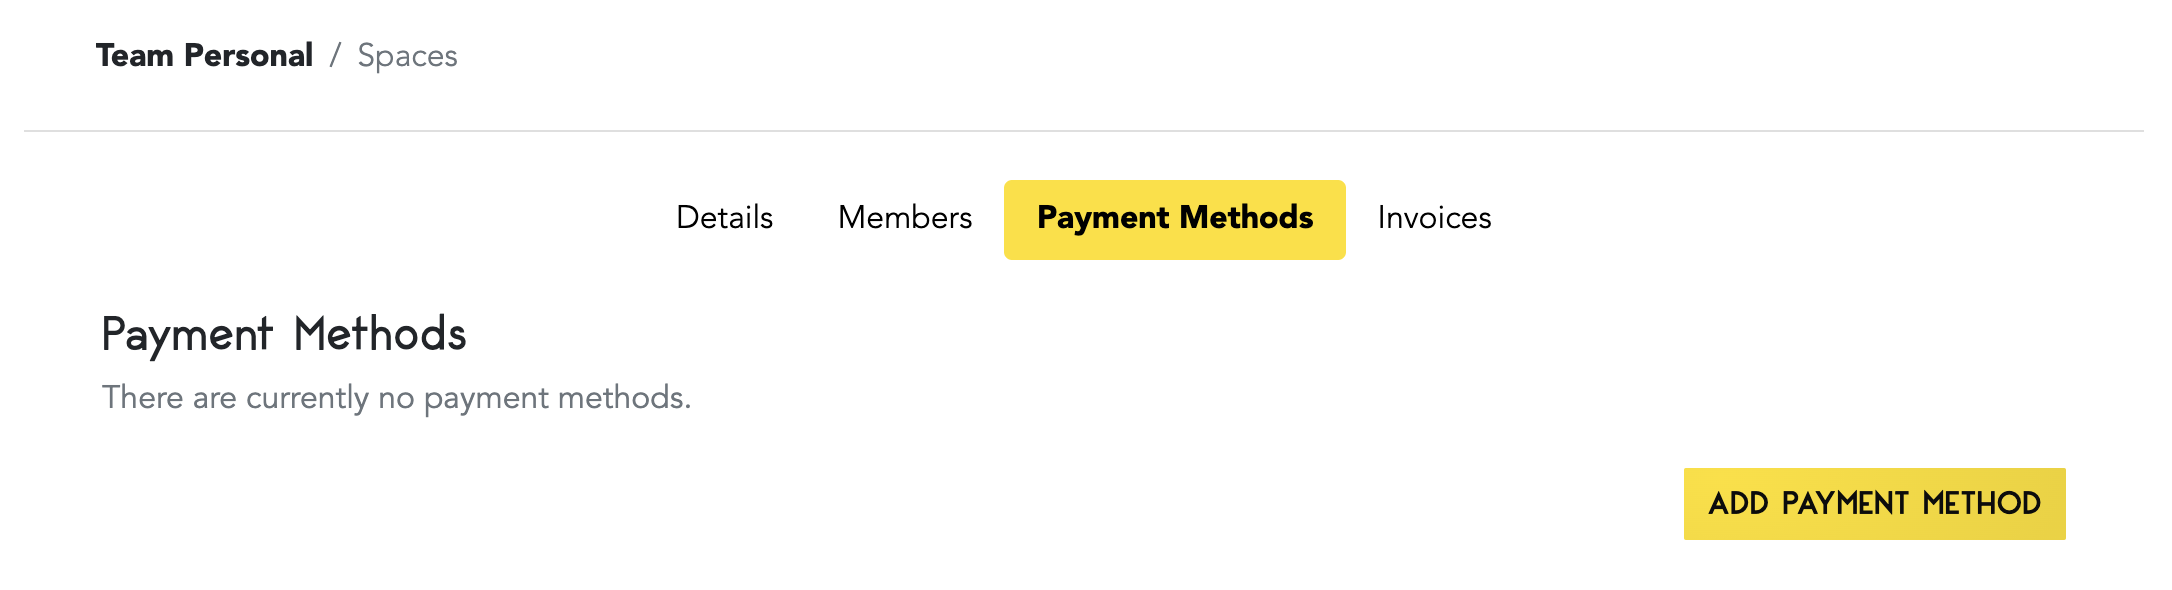 Team Personal / Spaces
Details Members Payment Methods Invoices
Payment Methods
There are currently no payment methods.
ADD PAYMENT METHOD